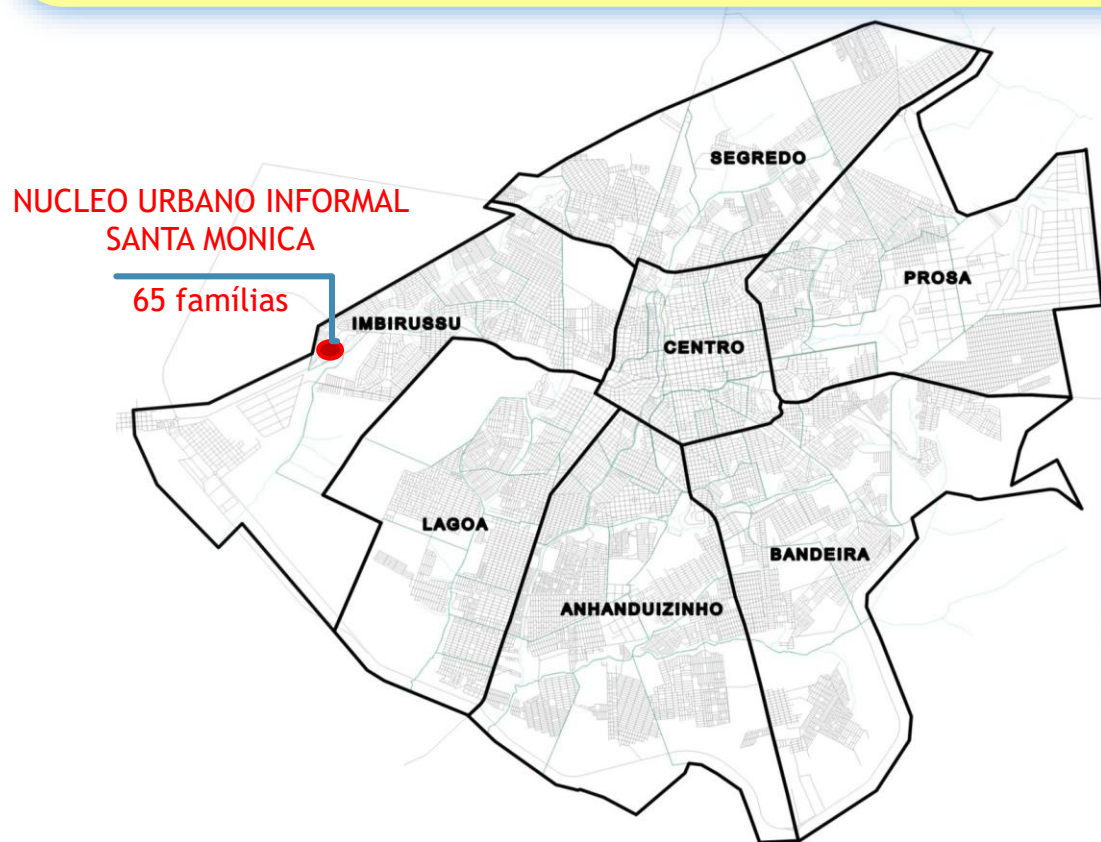 SEGREDO
NUCLEO URBANO INFORMAL
SANTA MONICA
65 famílias
PROSA
IMBIRUSSU
CENTRO
LAGOA
BANDEIRA
ANHANDUIZINHO